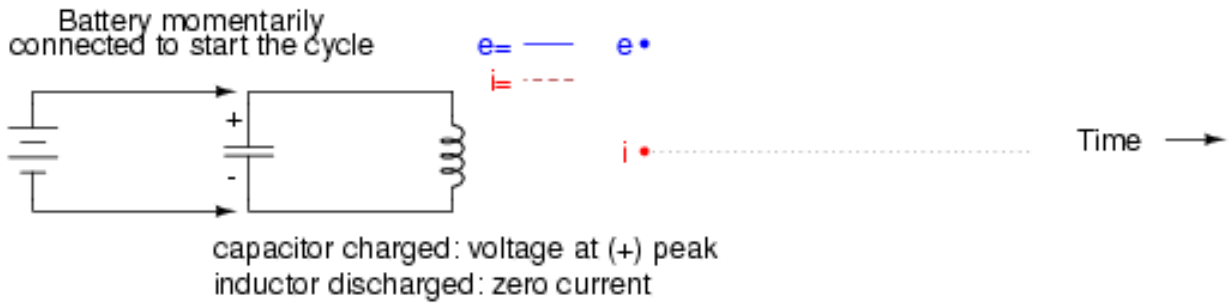 Battery momentarily
connected to start the cycle
e=
e
i=
+
-
i
Time
capacitor charged: voltage at (+) peak
inductor discharged: zero current